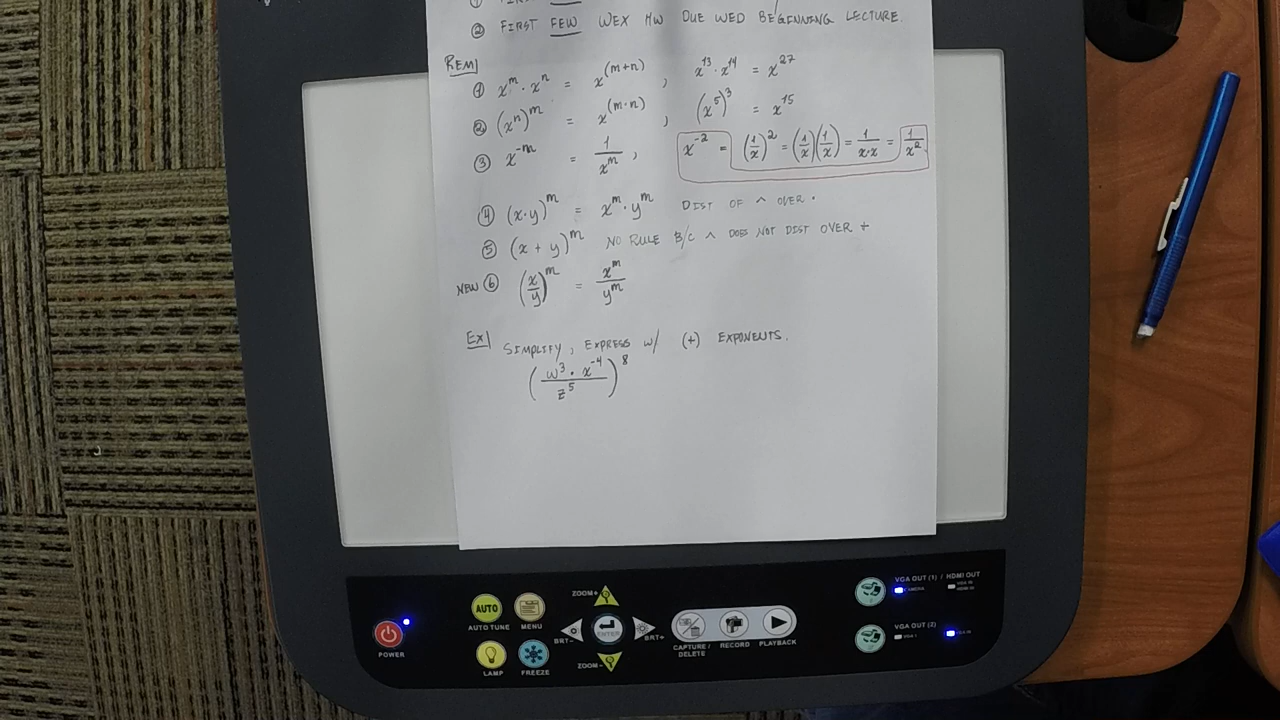 ② FIRST FEW WEX HW DUE WED BEGINNING LECTURE.
REM|
① x^m · x^n = x^(m+n) , x^13 · x^14 = x^27
② (x^n)^m = x^(m·n) , (x^5)^3 = x^15
③ x^-m = 1/x^m , x^-2 = (1/x)^2 = (1/x)(1/x) = 1/x·x = 1/x^2.
④ (x·y)^m = x^m · y^m DIST OF ^ OVER ·
⑤ (x + y)^m NO RULE B/C ^ DOES NOT DIST OVER +
NEW ⑥ (x/y)^m = x^m/y^m
EX| SIMPLIFY, EXPRESS W/ (+) EXPONENTS.
(w^3 · x^-4 / z^5)^8
POWER
AUTO
AUTO TUNE
MENU
LAMP
FREEZE
ZOOM+
BRT-
ENTER
BRT+
ZOOM-
CAPTURE / DELETE
RECORD
PLAYBACK
VGA OUT (1) / HDMI OUT
VGA OUT (2)